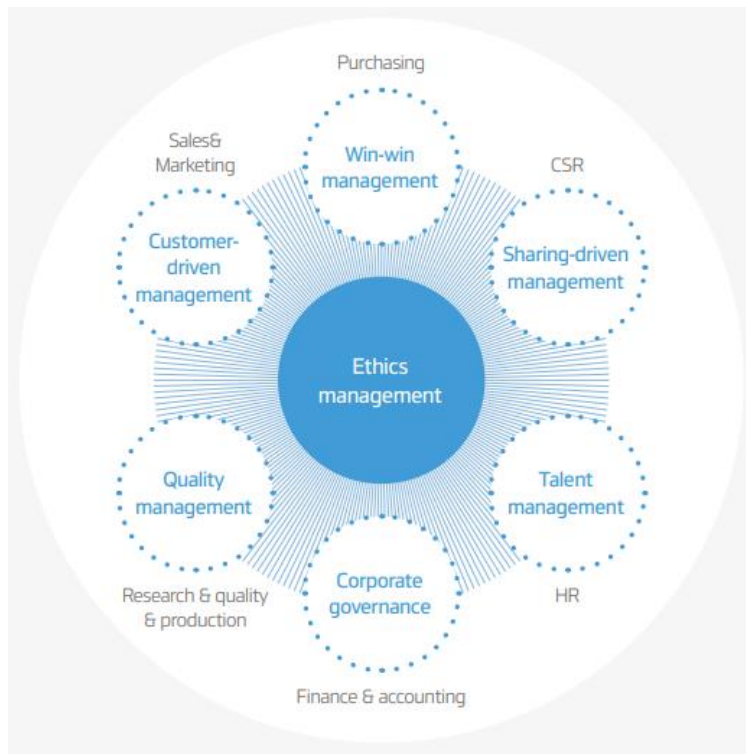 Purchasing
Win-win
management
Sales&
Marketing
Customer-
driven
management
CSR
Sharing-driven
management
Ethics
management
Quality
management
Research & quality
& production
Talent
management
HR
Corporate
governance
Finance & accounting